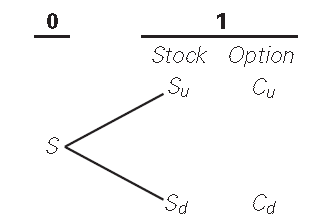 0 1
Stock Option
Su Cu
S
Sd Cd